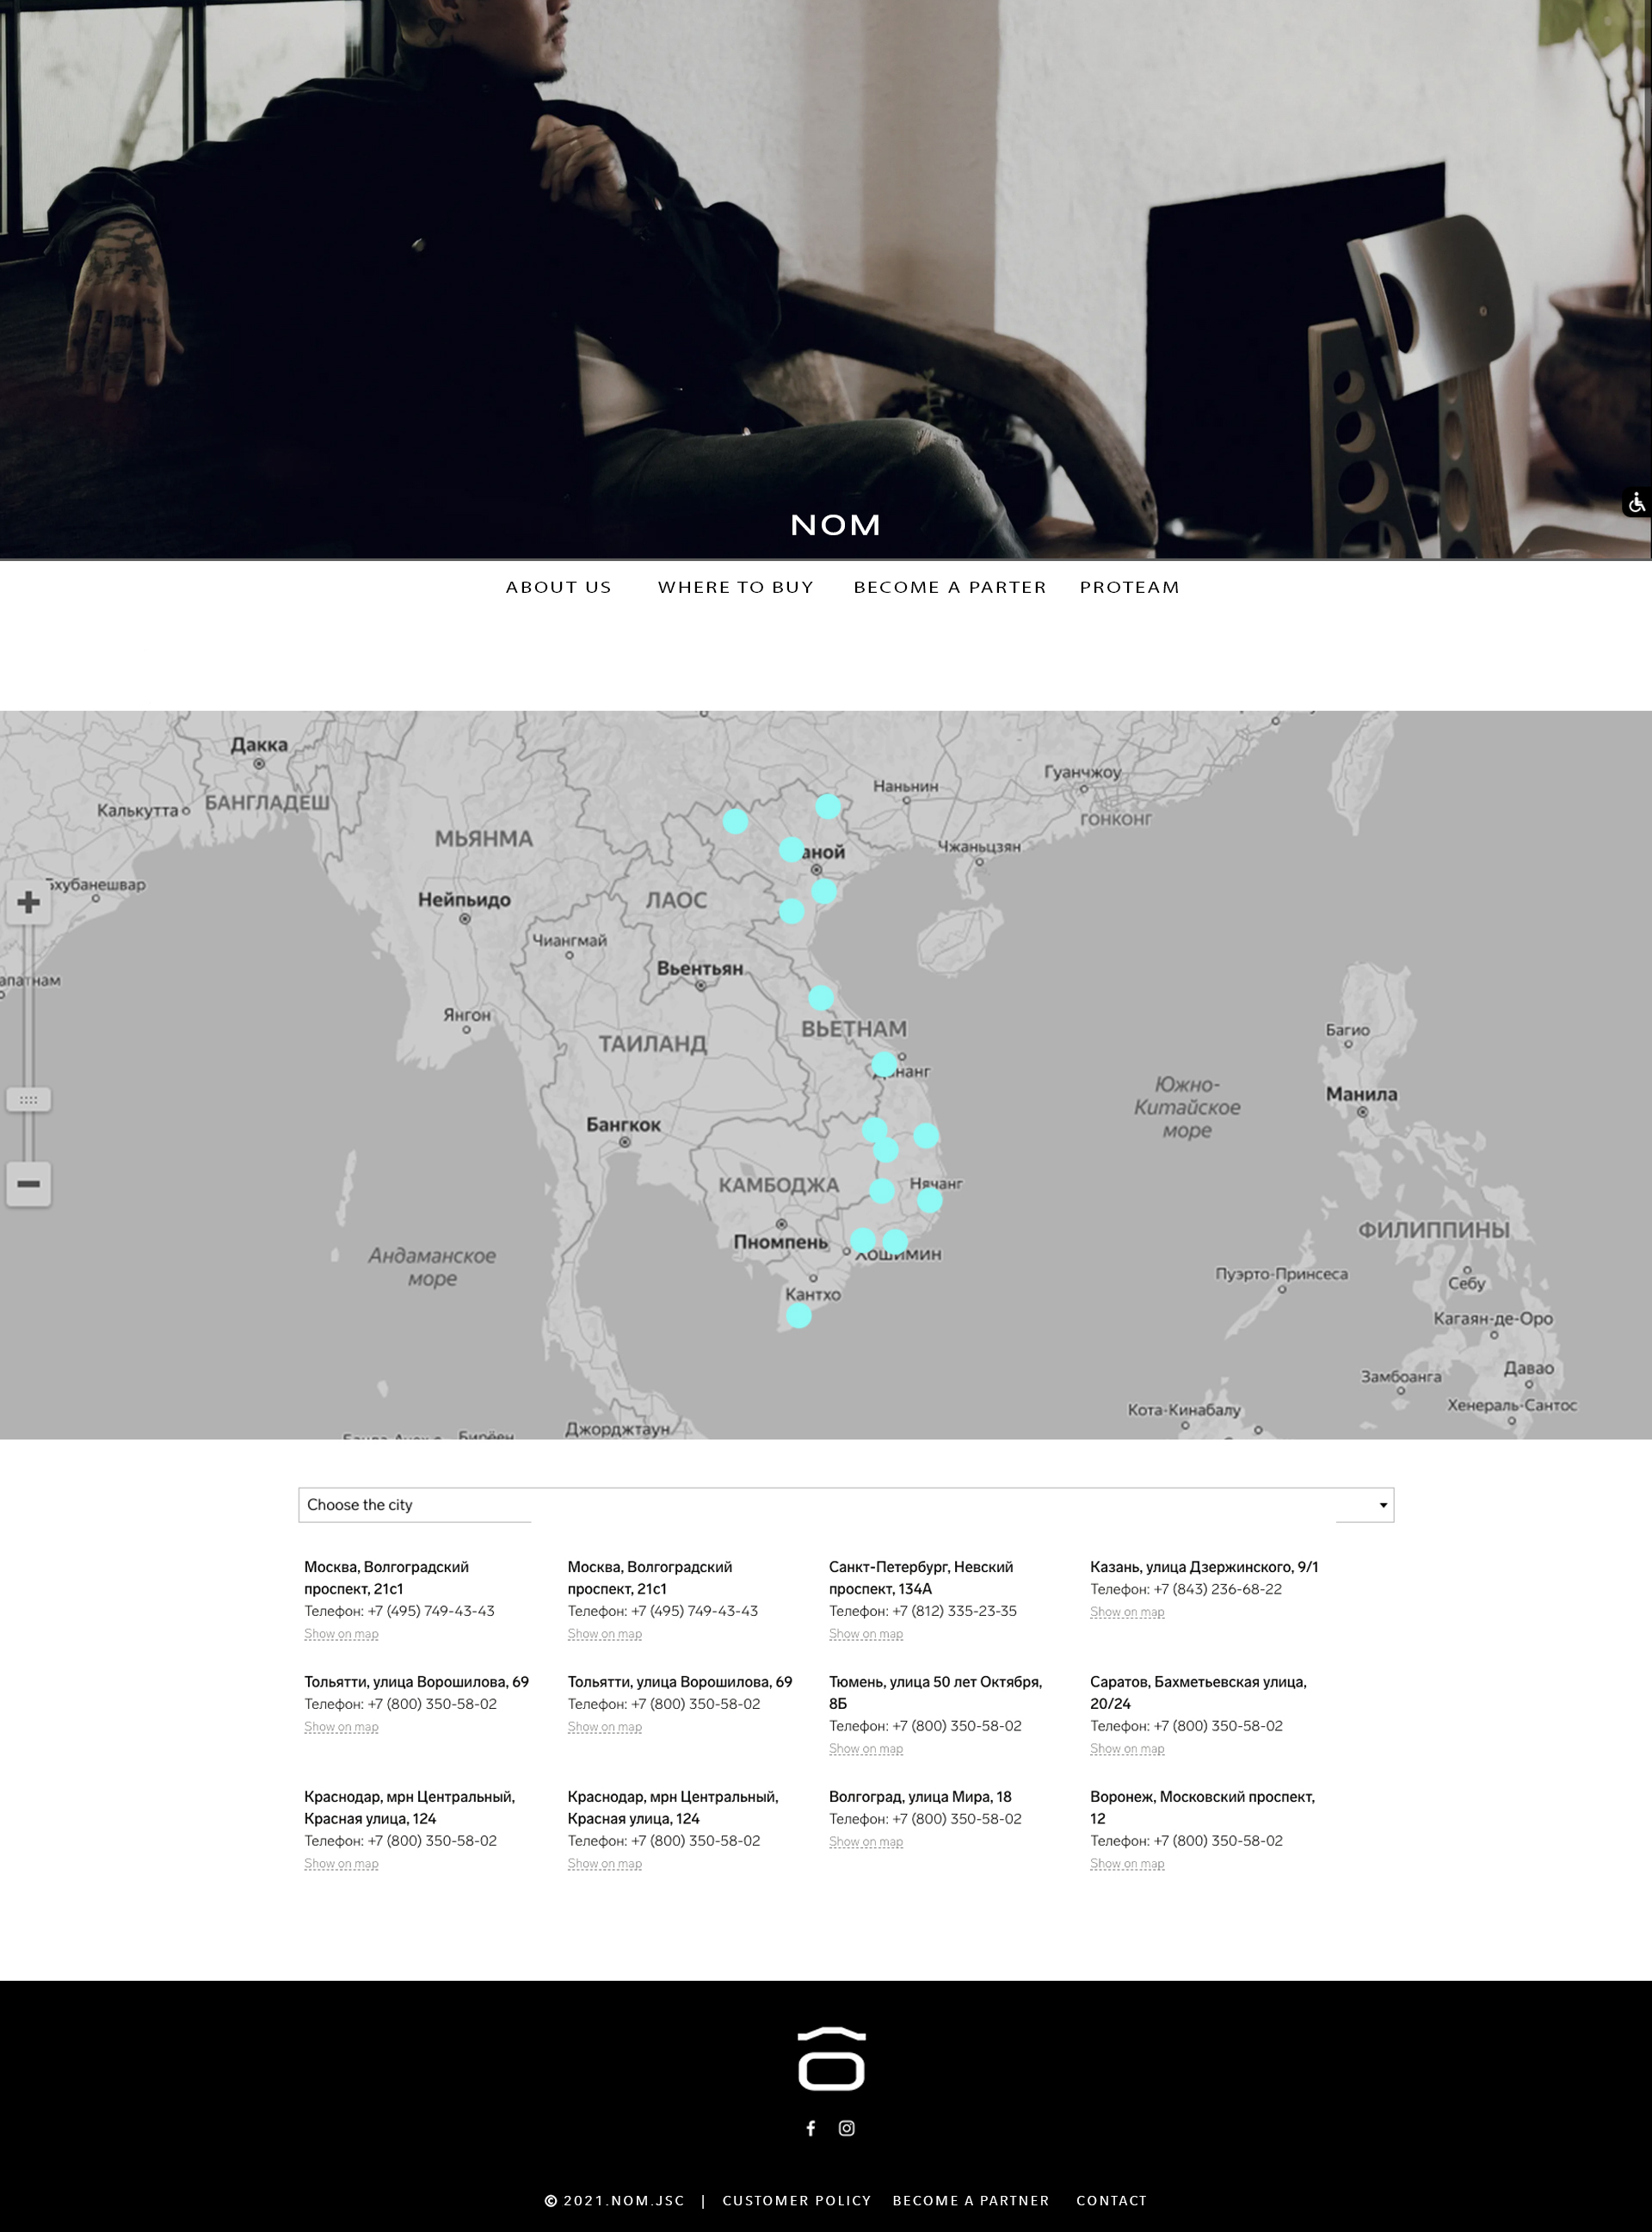 NOM
ABOUT US WHERE TO BUY BECOME A PARTER PROTEAM
Дакка
Гуанчжоу
Наньнин
БАНГЛАДЕШ
Калькутта
ГОНКОНГ
МЬЯНМА
Чжаньцзян
аной
Бхубанешвар
Нейпьидо
ЛАОС
Чиангмай
Вьентьян
апатнам
Янгон
ВЬЕТНАМ
Багио
ТАИЛАНД
Дананг
Южно-
Китайское
море
Манила
Бангкок
КАМБОДЖА
Нячанг
ФИЛИППИНЫ
Пномпень
Хошимин
Андаманское
море
Пуэрто-Принсеса
Себу
Кантхо
Кагаян-де-Оро
Давао
Замбоанга
Хенераль-Сантос
Кота-Кинабалу
Джорджтаун
Choose the city
Москва, Волгоградский
проспект, 21с1
Телефон: +7 (495) 749-43-43
Show on map
Москва, Волгоградский
проспект, 21с1
Телефон: +7 (495) 749-43-43
Show on map
Санкт-Петербург, Невский
проспект, 134А
Телефон: +7 (812) 335-23-35
Show on map
Казань, улица Дзержинского, 9/1
Телефон: +7 (843) 236-68-22
Show on map
Тольятти, улица Ворошилова, 69
Телефон: +7 (800) 350-58-02
Show on map
Тольятти, улица Ворошилова, 69
Телефон: +7 (800) 350-58-02
Show on map
Тюмень, улица 50 лет Октября,
8Б
Телефон: +7 (800) 350-58-02
Show on map
Саратов, Бахметьевская улица,
20/24
Телефон: +7 (800) 350-58-02
Show on map
Краснодар, мрн Центральный,
Красная улица, 124
Телефон: +7 (800) 350-58-02
Show on map
Краснодар, мрн Центральный,
Красная улица, 124
Телефон: +7 (800) 350-58-02
Show on map
Волгоград, улица Мира, 18
Телефон: +7 (800) 350-58-02
Show on map
Воронеж, Московский проспект,
12
Телефон: +7 (800) 350-58-02
Show on map
© 2021.NOM.JSC | CUSTOMER POLICY BECOME A PARTNER CONTACT